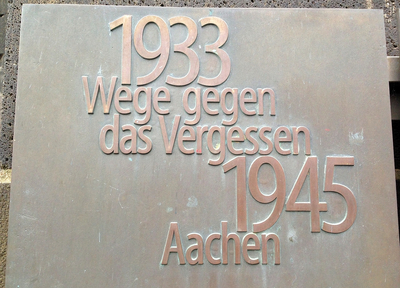 1933
Wege gegen
das Vergessen
1945
Aachen